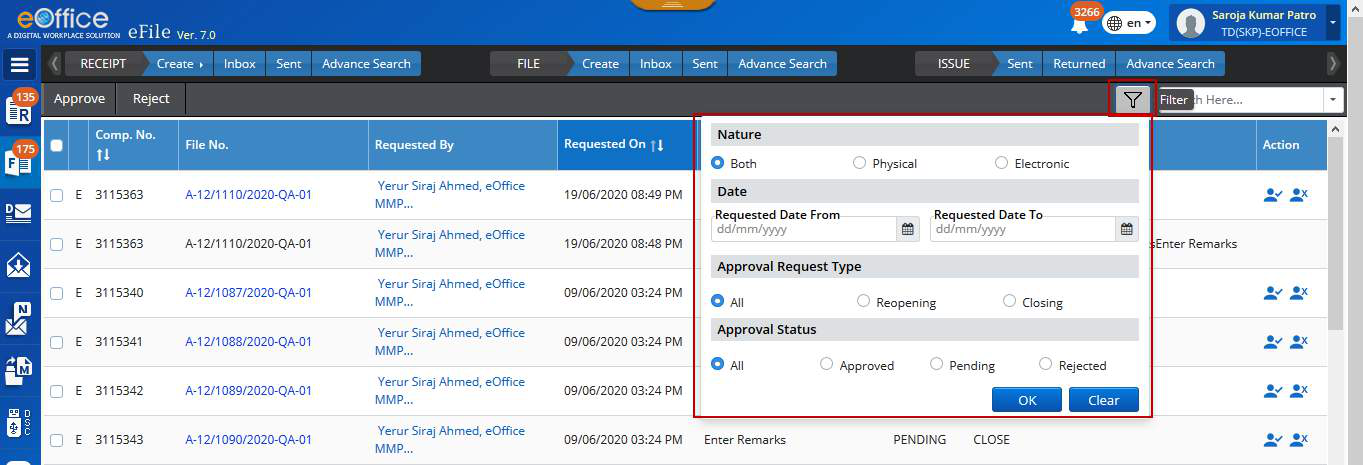 eOffice
A DIGITAL WORKPLACE SOLUTION
eFile Ver. 7.0
3266
en
Saroja Kumar Patro
TD(SKP)-EOFFICE
RECEIPT Create Inbox Sent Advance Search
FILE Create Inbox Sent Advance Search
ISSUE Sent Returned Advance Search
135
R
175
F
D
N
M
DSC
Approve Reject
Filter
Here...
Comp. No. File No. Requested By Requested On Action
E 3115363 A-12/1110/2020-QA-01 Yerur Siraj Ahmed, eOffice MMP... 19/06/2020 08:49 PM
E 3115363 A-12/1110/2020-QA-01 Yerur Siraj Ahmed, eOffice MMP... 19/06/2020 08:48 PM sEnter Remarks
E 3115340 A-12/1087/2020-QA-01 Yerur Siraj Ahmed, eOffice MMP... 09/06/2020 03:24 PM
E 3115341 A-12/1088/2020-QA-01 Yerur Siraj Ahmed, eOffice MMP... 09/06/2020 03:24 PM
E 3115342 A-12/1089/2020-QA-01 Yerur Siraj Ahmed, eOffice MMP... 09/06/2020 03:24 PM
E 3115343 A-12/1090/2020-QA-01 Yerur Siraj Ahmed, eOffice MMP... 09/06/2020 03:24 PM Enter Remarks PENDING CLOSE
Nature
Both Physical Electronic
Date
Requested Date From Requested Date To
dd/mm/yyyy dd/mm/yyyy
Approval Request Type
All Reopening Closing
Approval Status
All Approved Pending Rejected
OK Clear